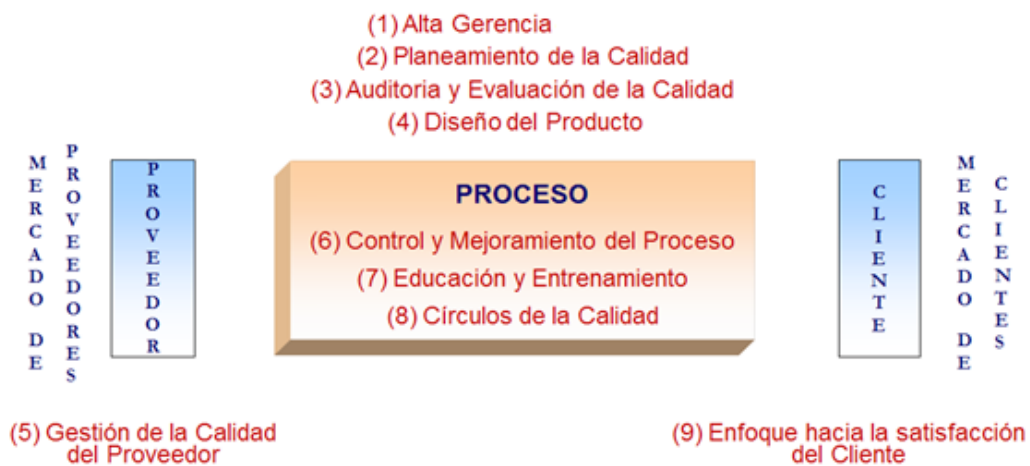 (1) Alta Gerencia
(2) Planeamiento de la Calidad
(3) Auditoria y Evaluación de la Calidad
(4) Diseño del Producto
MERCADO DE
PROVEEDORES
PROVEEDOR
PROCESO
(6) Control y Mejoramiento del Proceso
(7) Educación y Entrenamiento
(8) Círculos de la Calidad
CLIENTE
MERCADO DE
CLIENTES
(5) Gestión de la Calidad
del Proveedor
(9) Enfoque hacia la satisfacción
del Cliente